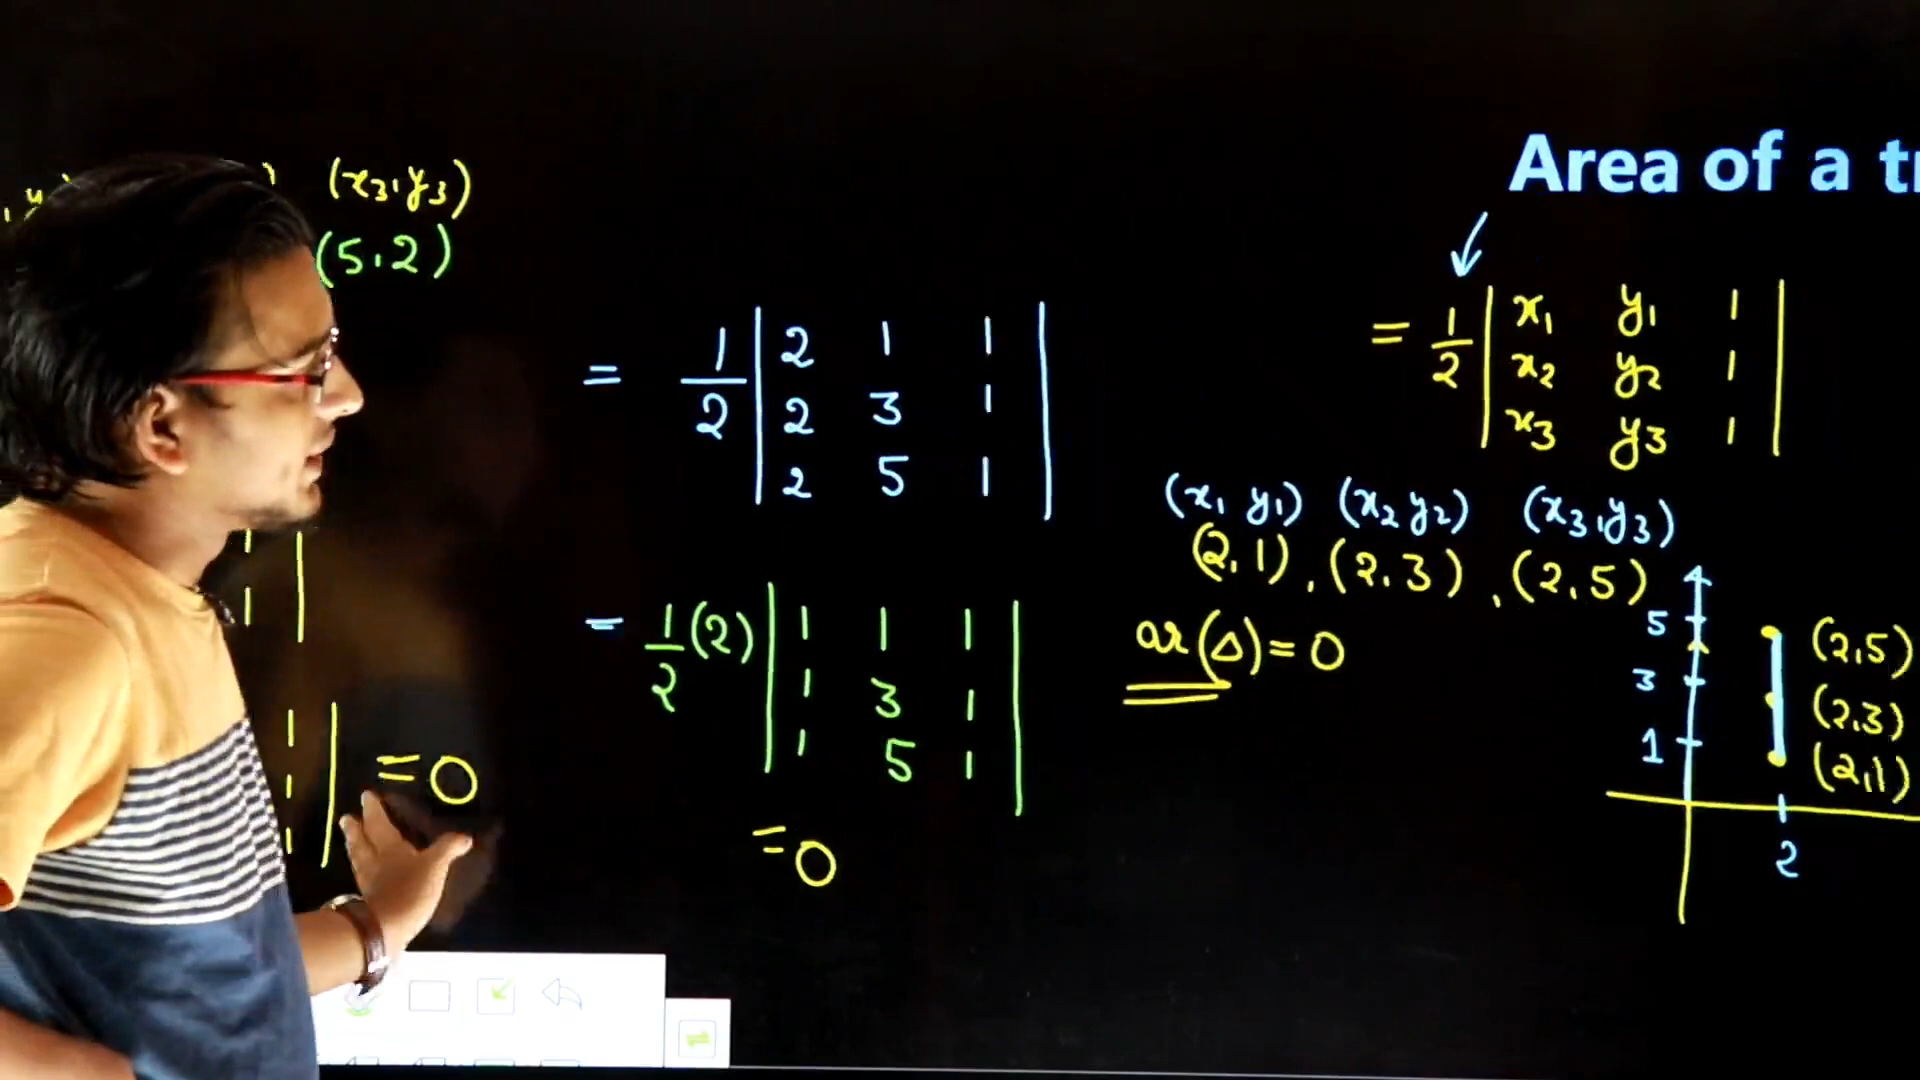 Area of a tr
(x₃, y₃)
(5, 2)
= 1/2 | x₁ y₁ 1 |
| x₂ y₂ 1 |
| x₃ y₃ 1 |
= 1/2 | 2 1 1 |
| 2 3 1 |
| 2 5 1 |
(x₁ y₁) (x₂ y₂) (x₃, y₃)
(2, 1), (2, 3), (2, 5)
ar(Δ) = 0
= 1/2 (2) | 1 1 1 |
| 1 3 1 |
| 1 5 1 |
= 0
= 0
5 (2,5)
3 (2,3)
1 (2,1)
2